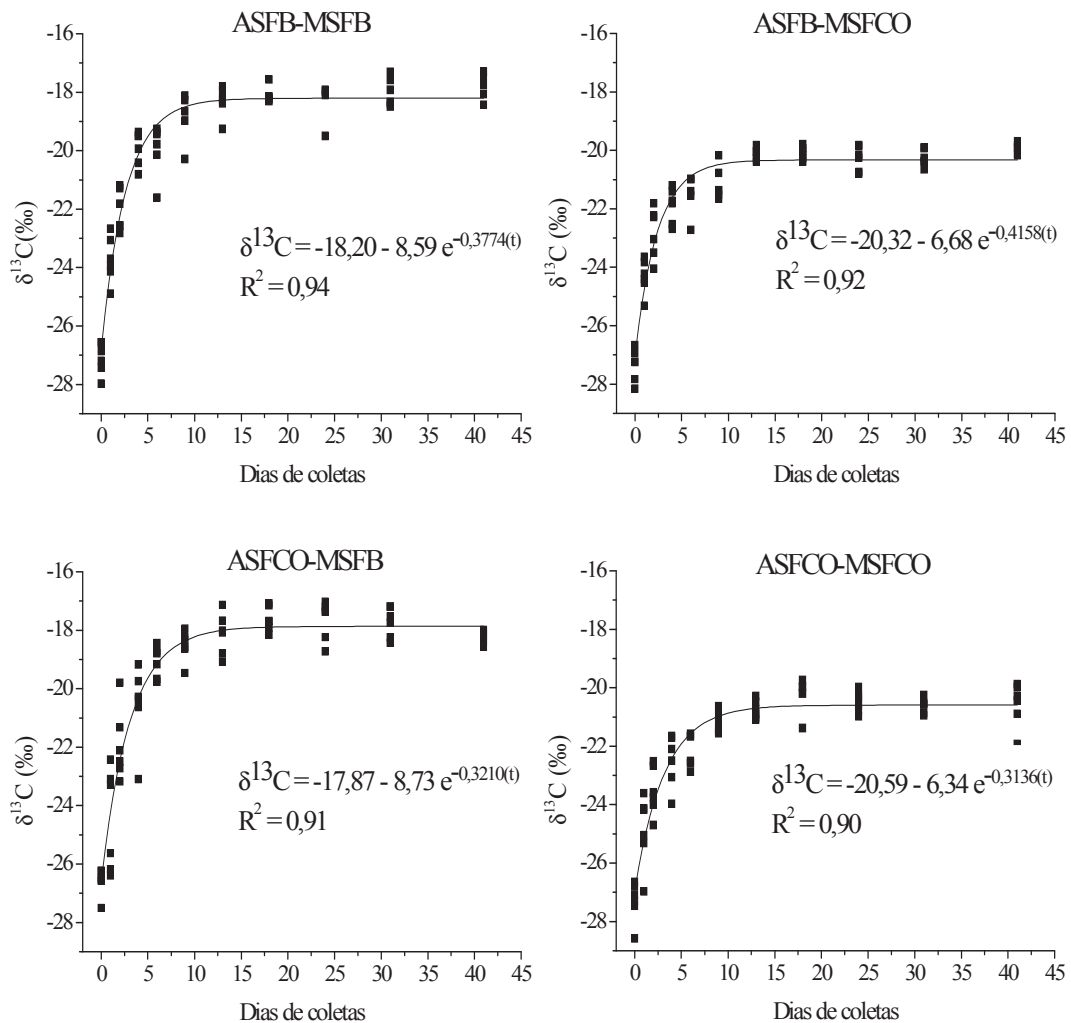 ASFB-MSFB
-16
-18
-20
-22
-24
-26
-28
δ¹³C(‰)
δ¹³C = -18,20 - 8,59 e⁻⁰,³⁷⁷⁴⁽ᵗ⁾
R² = 0,94
0 5 10 15 20 25 30 35 40 45
Dias de coletas
ASFB-MSFCO
-16
-18
-20
-22
-24
-26
-28
δ¹³C (‰)
δ¹³C = -20,32 - 6,68 e⁻⁰,⁴¹⁵⁸⁽ᵗ⁾
R² = 0,92
0 5 10 15 20 25 30 35 40 45
Dias de coletas
ASFCO-MSFB
-16
-18
-20
-22
-24
-26
-28
δ¹³C (‰)
δ¹³C = -17,87 - 8,73 e⁻⁰,³²¹⁰⁽ᵗ⁾
R² = 0,91
0 5 10 15 20 25 30 35 40 45
Dias de coletas
ASFCO-MSFCO
-16
-18
-20
-22
-24
-26
-28
δ¹³C (‰)
δ¹³C = -20,59 - 6,34 e⁻⁰,³¹³⁶⁽ᵗ⁾
R² = 0,90
0 5 10 15 20 25 30 35 40 45
Dias de coletas